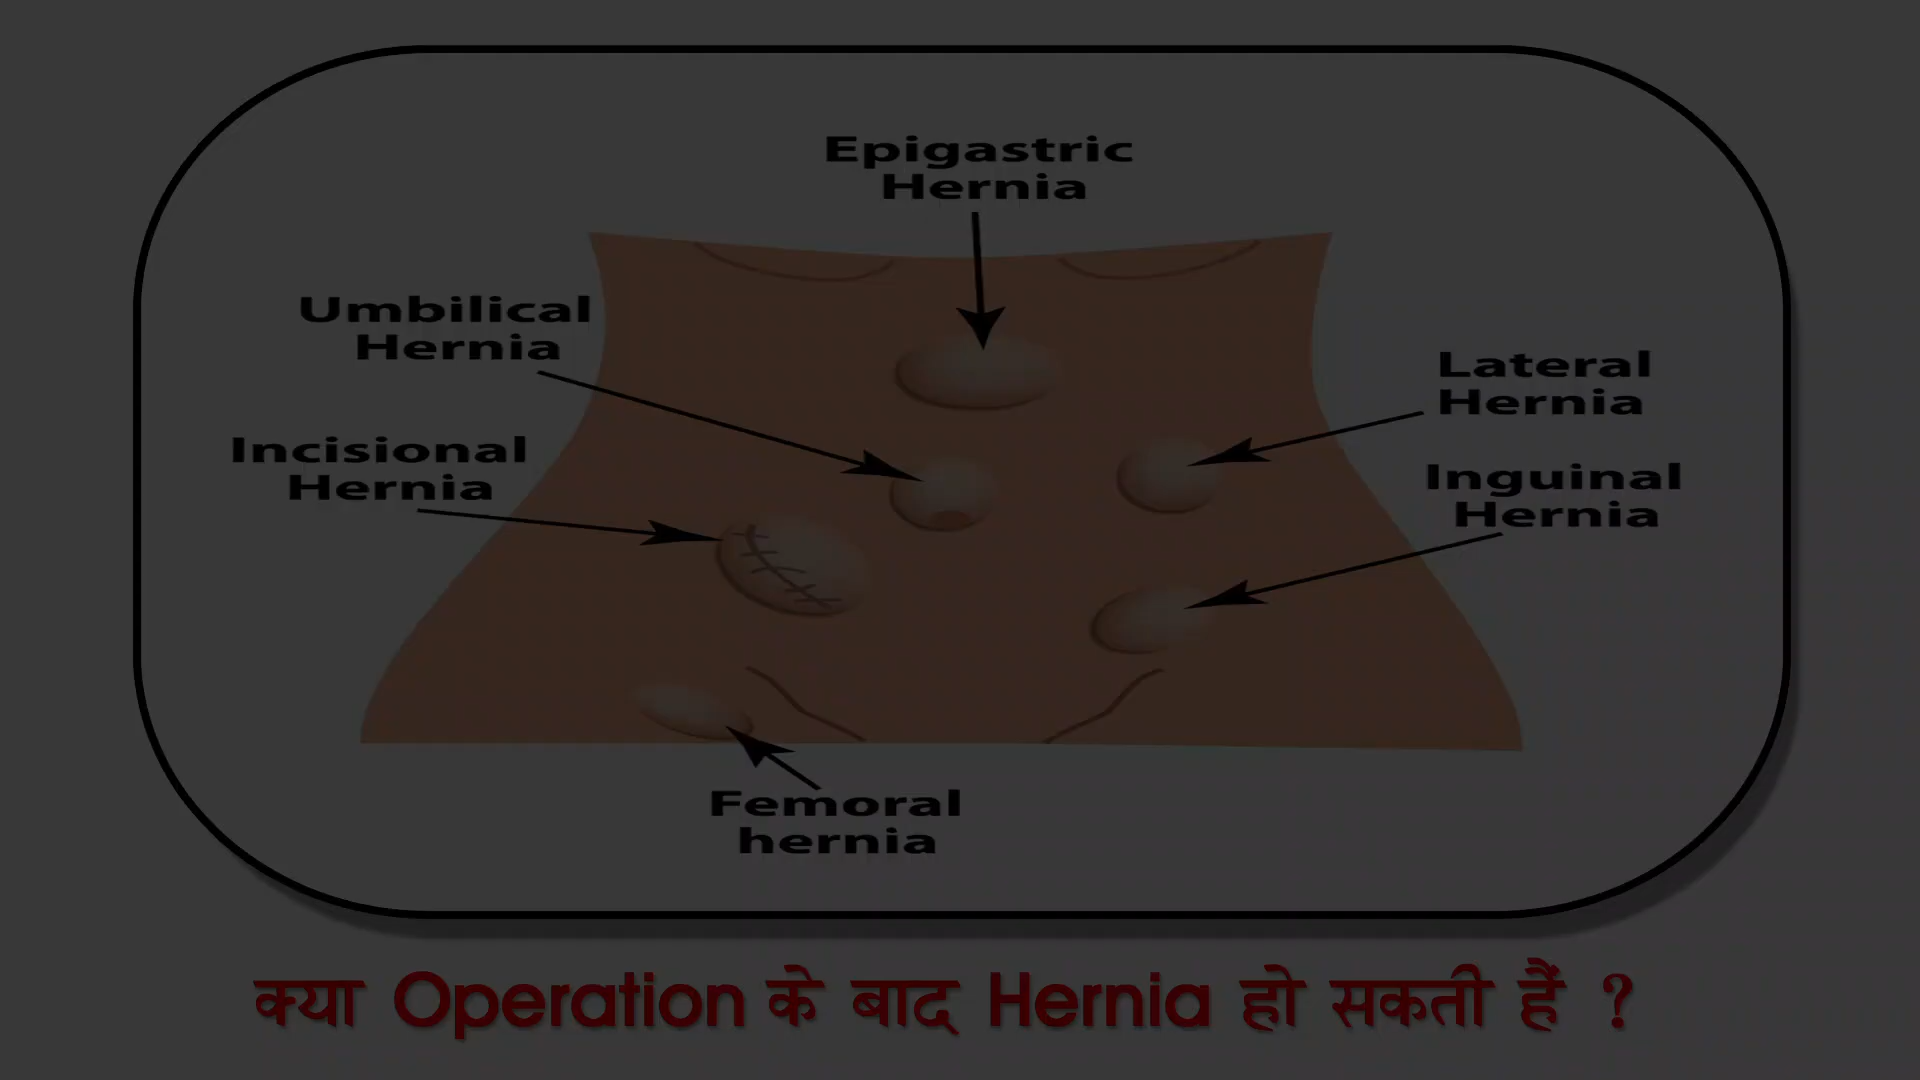 Epigastric
Hernia
Umbilical
Hernia
Lateral
Hernia
Incisional
Hernia
Inguinal
Hernia
Femoral
hernia
क्या Operation के बाद Hernia हो सकती हैं ?